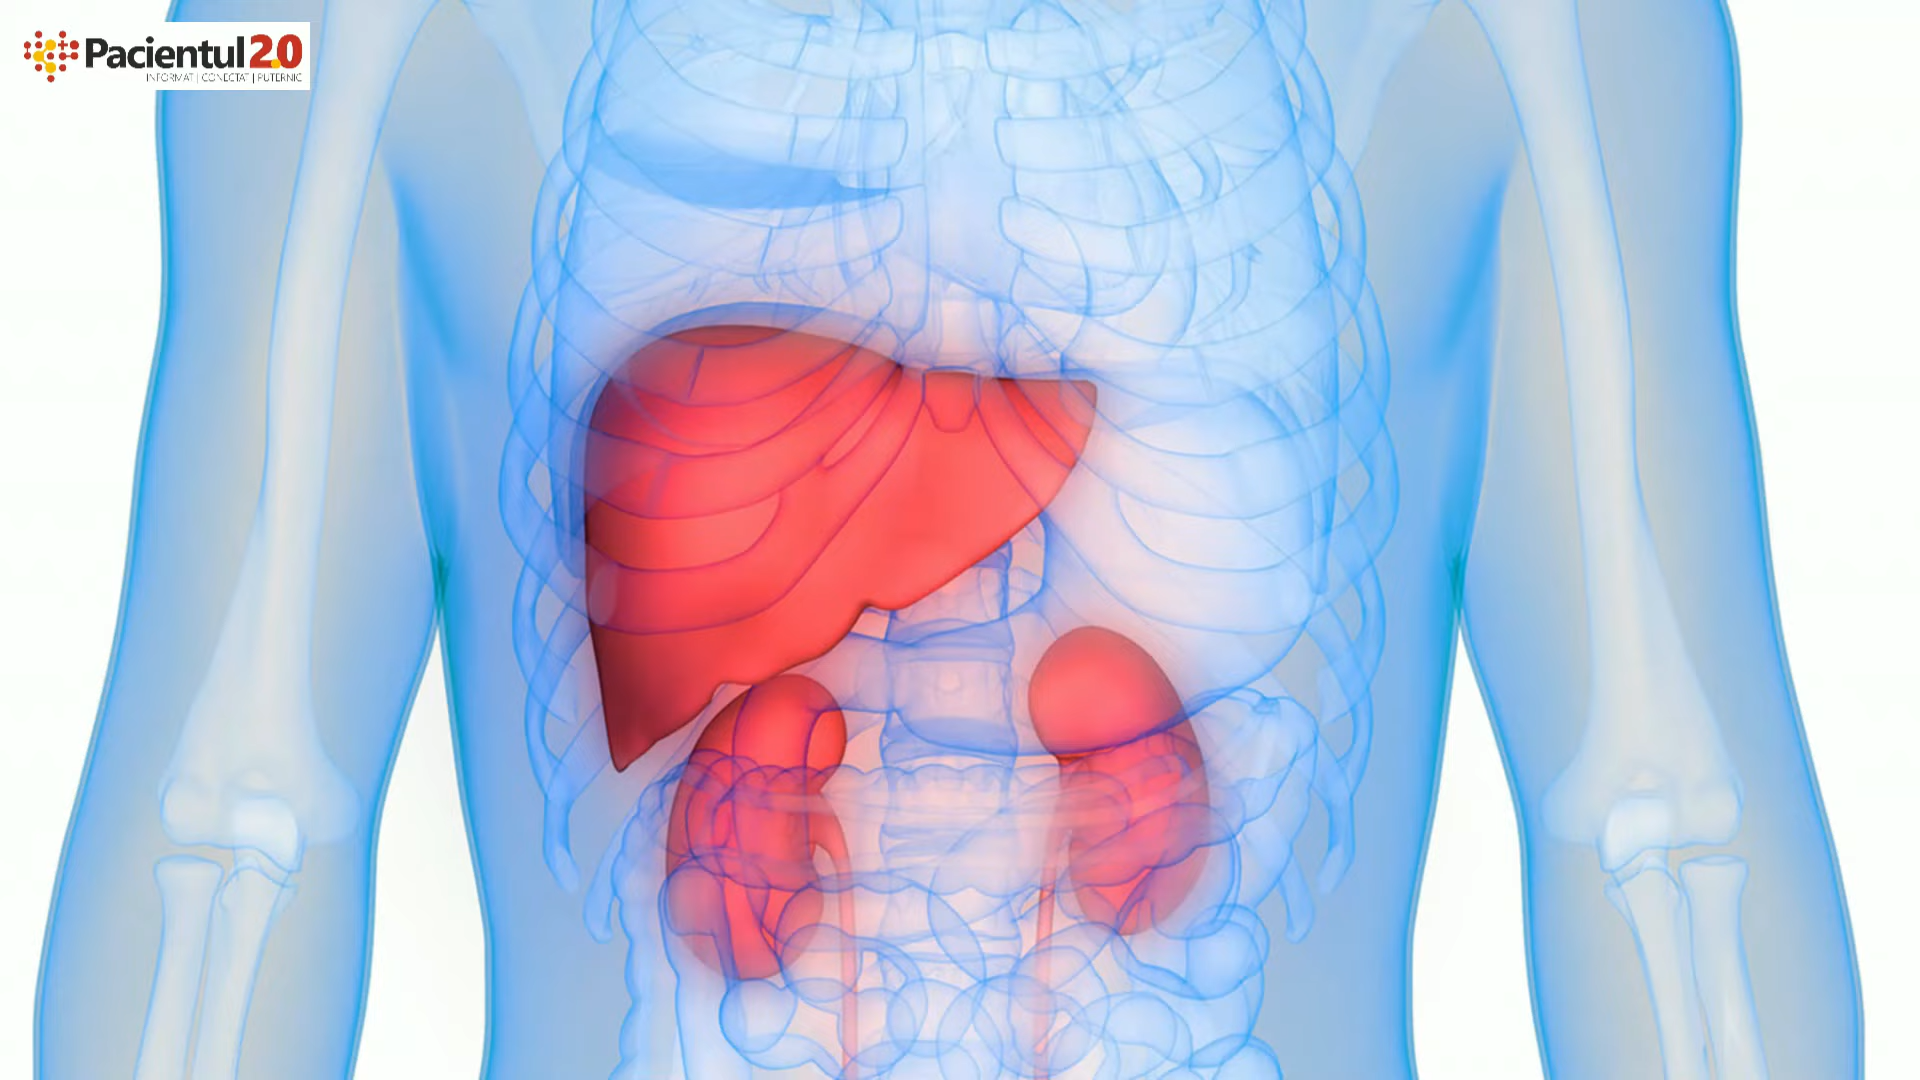 Pacientul 2.0
INFORMAT | CONECTAT | PUTERNIC